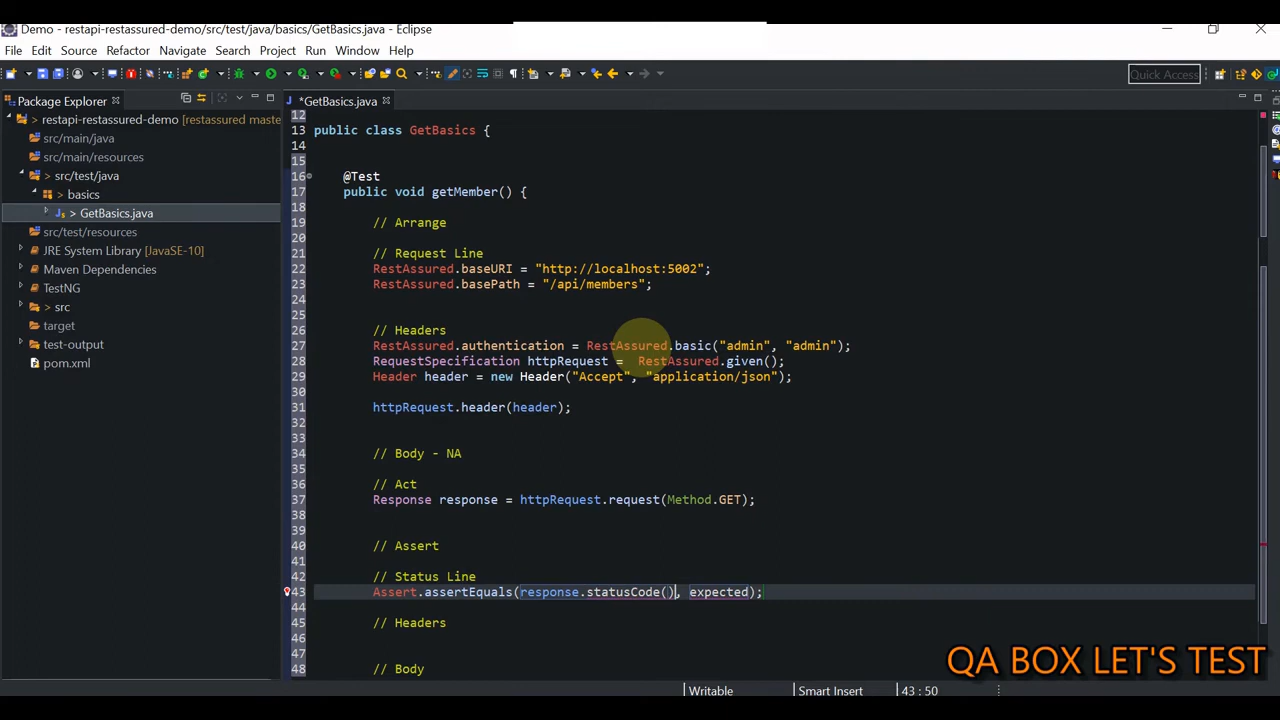 Demo - restapi-restassured-demo/src/test/java/basics/GetBasics.java - Eclipse
File Edit Source Refactor Navigate Search Project Run Window Help
Quick Access
Package Explorer
*GetBasics.java
restapi-restassured-demo [restassured maste
src/main/java
src/main/resources
src/test/java
basics
> GetBasics.java
src/test/resources
JRE System Library [JavaSE-10]
Maven Dependencies
TestNG
> src
target
test-output
pom.xml
12
13 public class GetBasics {
14
15
16 @Test
17 public void getMember() {
18
19 // Arrange
20
21 // Request Line
22 RestAssured.baseURI = "http://localhost:5002";
23 RestAssured.basePath = "/api/members";
24
25
26 // Headers
27 RestAssured.authentication = RestAssured.basic("admin", "admin");
28 RequestSpecification httpRequest = RestAssured.given();
29 Header header = new Header("Accept", "application/json");
30
31 httpRequest.header(header);
32
33
34 // Body - NA
35
36 // Act
37 Response response = httpRequest.request(Method.GET);
38
39
40 // Assert
41
42 // Status Line
43 Assert.assertEquals(response.statusCode(), expected);
44
45 // Headers
46
47
48 // Body
QA BOX LET'S TEST
Writable Smart Insert 43 : 50